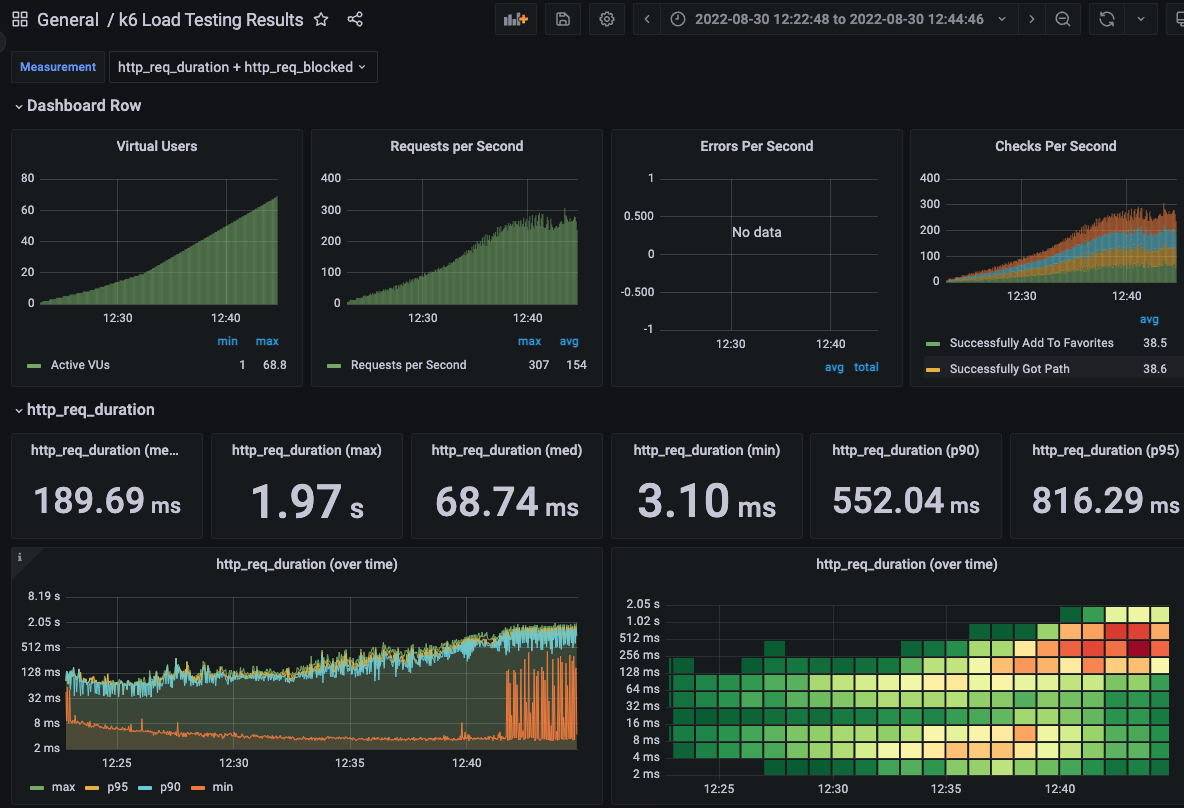 General / k6 Load Testing Results
2022-08-30 12:22:48 to 2022-08-30 12:44:46
Measurement http_req_duration + http_req_blocked
Dashboard Row
Virtual Users
80
60
40
20
0
12:30 12:40
min max
Active VUs 1 68.8
Requests per Second
400
300
200
100
0
12:30 12:40
max avg
Requests per Second 307 154
Errors Per Second
1
0.500
0
-0.500
-1
No data
12:30 12:40
avg total
Checks Per Second
400
300
200
100
0
12:30 12:40
avg
Successfully Add To Favorites 38.5
Successfully Got Path 38.6
http_req_duration
http_req_duration (me...
189.69 ms
http_req_duration (max)
1.97 s
http_req_duration (med)
68.74 ms
http_req_duration (min)
3.10 ms
http_req_duration (p90)
552.04 ms
http_req_duration (p95)
816.29 ms
i
http_req_duration (over time)
8.19 s
2.05 s
512 ms
128 ms
32 ms
8 ms
2 ms
12:25 12:30 12:35 12:40
max p95 p90 min
http_req_duration (over time)
2.05 s
1.02 s
512 ms
256 ms
128 ms
64 ms
32 ms
16 ms
8 ms
4 ms
2 ms
12:25 12:30 12:35 12:40